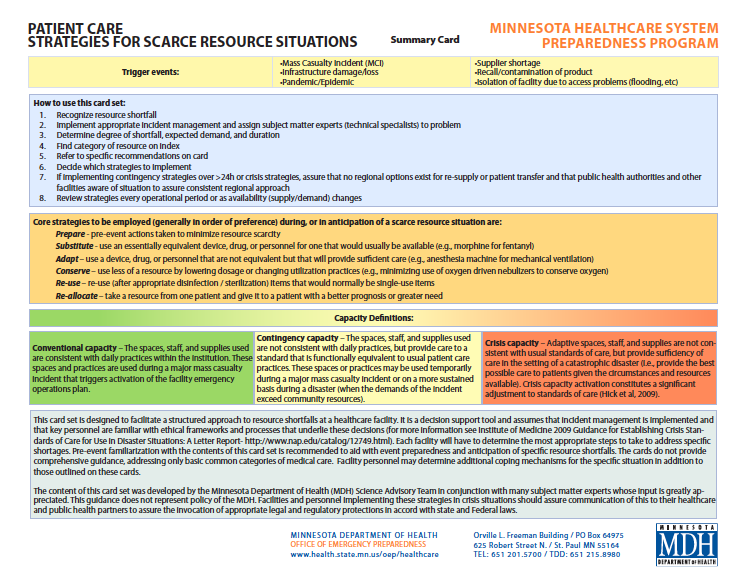 PATIENT CARE
STRATEGIES FOR SCARCE RESOURCE SITUATIONS
Summary Card
MINNESOTA HEALTHCARE SYSTEM
PREPAREDNESS PROGRAM
Trigger events:
•Mass Casualty Incident (MCI)
•Infrastructure damage/loss
•Pandemic/Epidemic
•Supplier shortage
•Recall/contamination of product
•Isolation of facility due to access problems (flooding, etc)
How to use this card set:
1. Recognize resource shortfall
2. Implement appropriate incident management and assign subject matter experts (technical specialists) to problem
3. Determine degree of shortfall, expected demand, and duration
4. Find category of resource on index
5. Refer to specific recommendations on card
6. Decide which strategies to implement
7. If implementing contingency strategies over >24h or crisis strategies, assure that no regional options exist for re-supply or patient transfer and that public health authorities and other
facilities aware of situation to assure consistent regional approach
8. Review strategies every operational period or as availability (supply/demand) changes
Core strategies to be employed (generally in order of preference) during, or in anticipation of a scarce resource situation are:
Prepare - pre-event actions taken to minimize resource scarcity
Substitute - use an essentially equivalent device, drug, or personnel for one that would usually be available (e.g., morphine for fentanyl)
Adapt – use a device, drug, or personnel that are not equivalent but that will provide sufficient care (e.g., anesthesia machine for mechanical ventilation)
Conserve – use less of a resource by lowering dosage or changing utilization practices (e.g., minimizing use of oxygen driven nebulizers to conserve oxygen)
Re-use – re-use (after appropriate disinfection / sterilization) items that would normally be single-use items
Re-allocate – take a resource from one patient and give it to a patient with a better prognosis or greater need
Capacity Definitions:
Conventional capacity – The spaces, staff, and supplies used
are consistent with daily practices within the institution. These
spaces and practices are used during a major mass casualty
incident that triggers activation of the facility emergency
operations plan.
Contingency capacity – The spaces, staff, and supplies used
are not consistent with daily practices, but provide care to a
standard that is functionally equivalent to usual patient care
practices. These spaces or practices may be used temporarily
during a major mass casualty incident or on a more sustained
basis during a disaster (when the demands of the incident
exceed community resources).
Crisis capacity – Adaptive spaces, staff, and supplies are not con-
sistent with usual standards of care, but provide sufficiency of
care in the setting of a catastrophic disaster (i.e., provide the best
possible care to patients given the circumstances and resources
available). Crisis capacity activation constitutes a significant
adjustment to standards of care (Hick et al, 2009).
This card set is designed to facilitate a structured approach to resource shortfalls at a healthcare facility. It is a decision support tool and assumes that incident management is implemented and
that key personnel are familiar with ethical frameworks and processes that underlie these decisions (for more information see Institute of Medicine 2009 Guidance for Establishing Crisis Stan-
dards of Care for Use in Disaster Situations: A Letter Report- http://www.nap.edu/catalog/12749.html). Each facility will have to determine the most appropriate steps to take to address specific
shortages. Pre-event familiarization with the contents of this card set is recommended to aid with event preparedness and anticipation of specific resource shortfalls. The cards do not provide
comprehensive guidance, addressing only basic common categories of medical care. Facility personnel may determine additional coping mechanisms for the specific situation in addition to
those outlined on these cards.
The content of this card set was developed by the Minnesota Department of Health (MDH) Science Advisory Team in conjunction with many subject matter experts whose input is greatly ap-
preciated. This guidance does not represent policy of the MDH. Facilities and personnel implementing these strategies in crisis situations should assure communication of this to their healthcare
and public health partners to assure the invocation of appropriate legal and regulatory protections in accord with state and Federal laws.
MINNESOTA DEPARTMENT OF HEALTH
OFFICE OF EMERGENCY PREPAREDNESS
www.health.state.mn.us/oep/healthcare
Orville L. Freeman Building / PO Box 64975
625 Robert Street N. / St. Paul MN 55164
TEL: 651 201.5700 / TDD: 651 215.8980
MINNESOTA
MDH
DEPARTMENT OF HEALTH